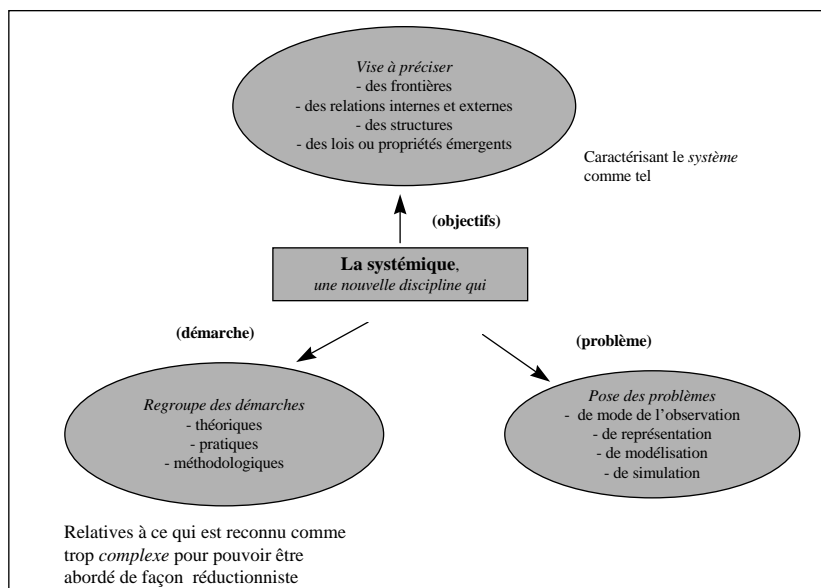 Vise à préciser
- des frontières
- des relations internes et externes
- des structures
- des lois ou propriétés émergents
Caractérisant le système
comme tel
(objectifs)
La systémique,
une nouvelle discipline qui
(démarche)
(problème)
Regroupe des démarches
- théoriques
- pratiques
- méthodologiques
Pose des problèmes
- de mode de l’observation
- de représentation
- de modélisation
- de simulation
Relatives à ce qui est reconnu comme
trop complexe pour pouvoir être
abordé de façon réductionniste